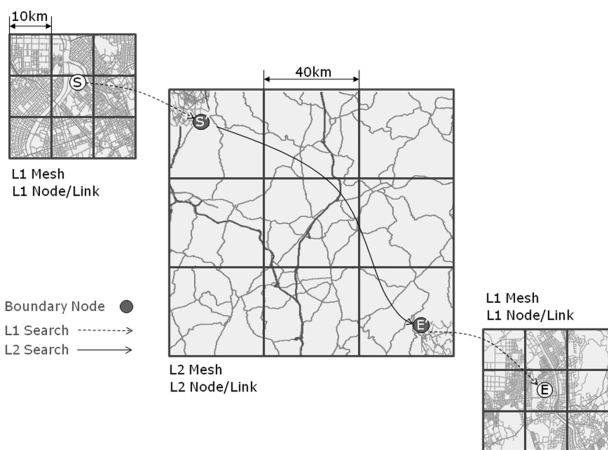 10km
S
L1 Mesh
L1 Node/Link
40km
S
E
L2 Mesh
L2 Node/Link
Boundary Node
L1 Search
L2 Search
L1 Mesh
L1 Node/Link
E